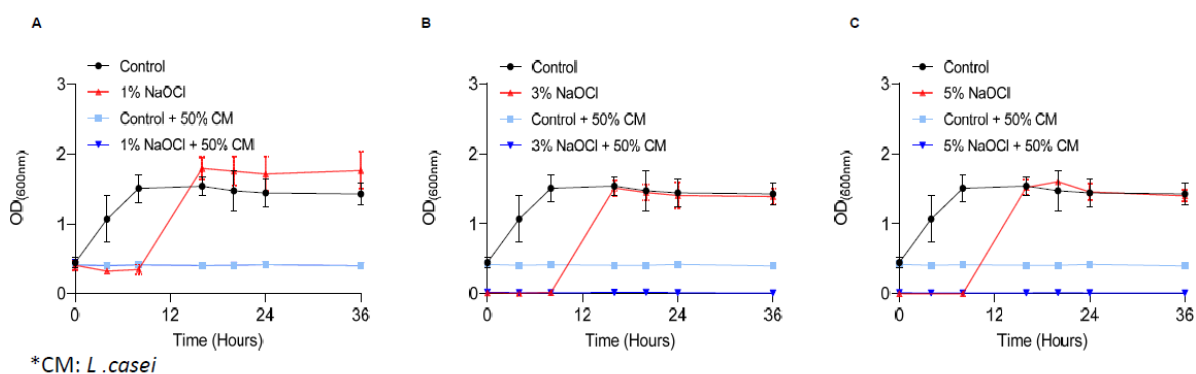 A
Control
1% NaOCl
Control + 50% CM
1% NaOCl + 50% CM
3
2
1
0
OD(600nm)
0 12 24 36
Time (Hours)
B
Control
3% NaOCl
Control + 50% CM
3% NaOCl + 50% CM
3
2
1
0
OD(600nm)
0 12 24 36
Time (Hours)
C
Control
5% NaOCl
Control + 50% CM
5% NaOCl + 50% CM
3
2
1
0
OD(600nm)
0 12 24 36
Time (Hours)
*CM: L .casei